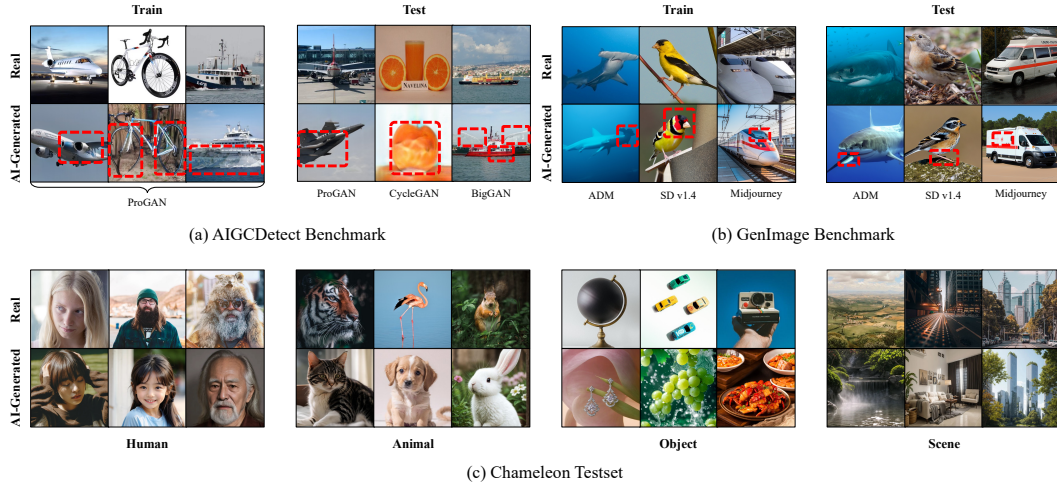 Train
Test
Real
AI-Generated
NAVELINA
ProGAN
ProGAN
CycleGAN
BigGAN
(a) AIGCDetect Benchmark
Train
Test
Real
AI-Generated
ADM
SD v1.4
Midjourney
ADM
SD v1.4
Midjourney
(b) GenImage Benchmark
Real
AI-Generated
Human
Animal
Object
Scene
(c) Chameleon Testset